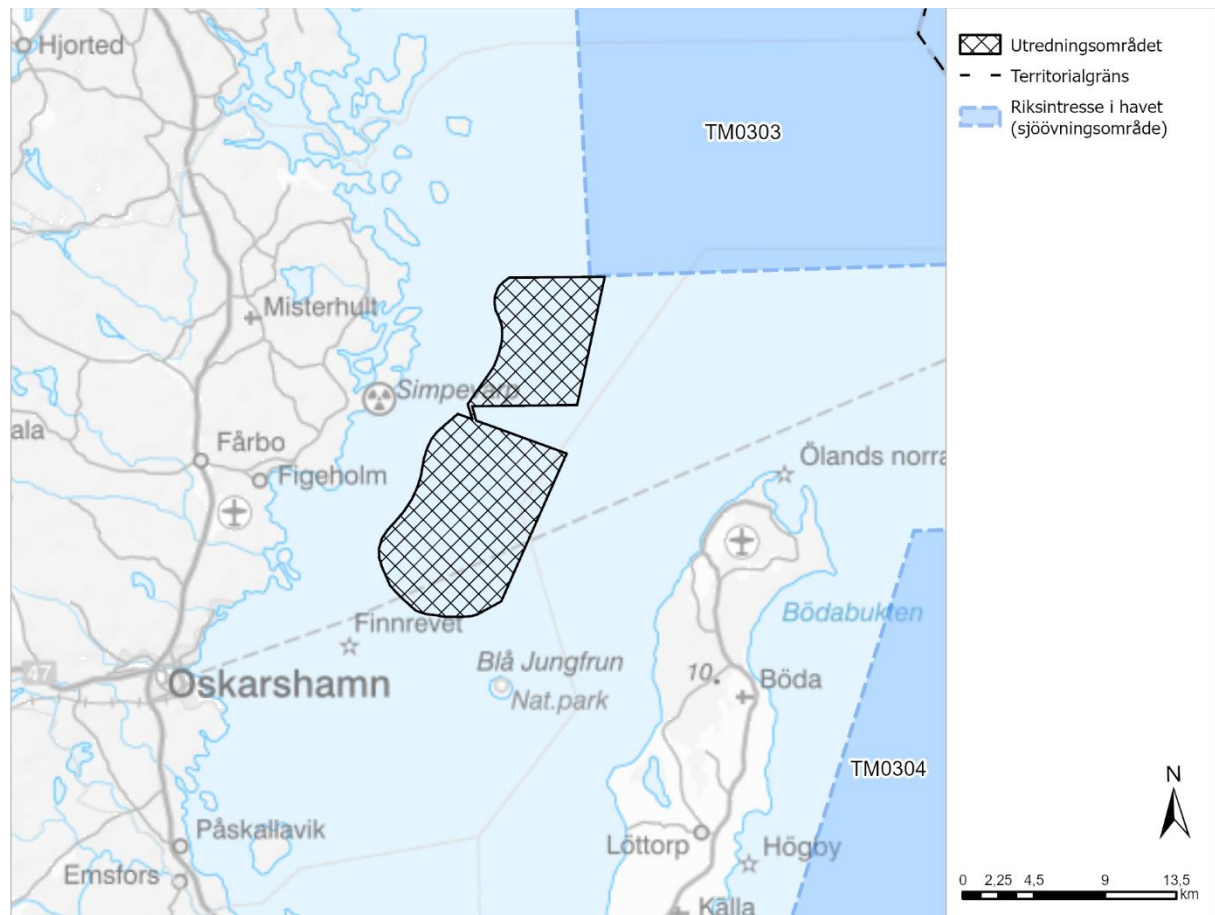 Hjorted
TM0303
Misterhult
Simpevarp
ala
Fårbo
Figeholm
Ölands norra
Bödabukten
Finnrevet
47
Oskarshamn
Blå Jungfrun
Nat.park
10.
Böda
TM0304
Påskallavik
Löttorp
Högby
Emsfors
Källa
Utredningsområdet
Territorialgräns
Riksintresse i havet
(sjöövningsområde)
N
0 2,25 4,5 9 13,5
km